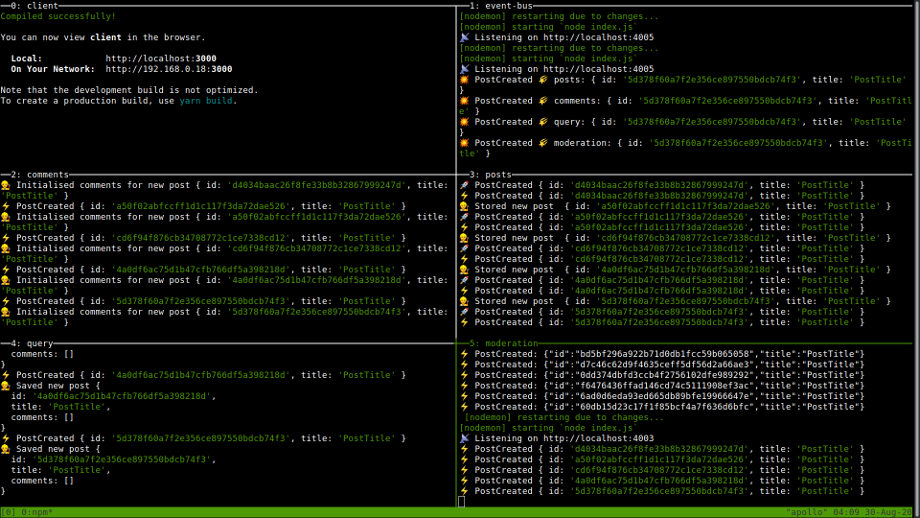 0: client
Compiled successfully!
You can now view client in the browser.
Local: http://localhost:3000
On Your Network: http://192.168.0.18:3000
Note that the development build is not optimized.
To create a production build, use yarn build.
1: event-bus
[nodemon] restarting due to changes...
[nodemon] starting `node index.js`
Listening on http://localhost:4005
[nodemon] restarting due to changes...
[nodemon] starting `node index.js`
Listening on http://localhost:4005
PostCreated posts: { id: '5d378f60a7f2e356ce897550bdcb74f3', title: 'PostTitle'
}
PostCreated comments: { id: '5d378f60a7f2e356ce897550bdcb74f3', title: 'PostTitl
e' }
PostCreated query: { id: '5d378f60a7f2e356ce897550bdcb74f3', title: 'PostTitle'
}
PostCreated moderation: { id: '5d378f60a7f2e356ce897550bdcb74f3', title: 'PostTi
tle' }
2: comments
Initialised comments for new post { id: 'd4034baac26f8fe33b8b32867999247d', title:
'PostTitle' }
PostCreated { id: 'a50f02abfccff1d1c117f3da72dae526', title: 'PostTitle' }
Initialised comments for new post { id: 'a50f02abfccff1d1c117f3da72dae526', title:
'PostTitle' }
PostCreated { id: 'cd6f94f876cb34708772c1ce7338cd12', title: 'PostTitle' }
Initialised comments for new post { id: 'cd6f94f876cb34708772c1ce7338cd12', title:
'PostTitle' }
PostCreated { id: '4a0df6ac75d1b47cfb766df5a398218d', title: 'PostTitle' }
Initialised comments for new post { id: '4a0df6ac75d1b47cfb766df5a398218d', title:
'PostTitle' }
PostCreated { id: '5d378f60a7f2e356ce897550bdcb74f3', title: 'PostTitle' }
Initialised comments for new post { id: '5d378f60a7f2e356ce897550bdcb74f3', title:
'PostTitle' }
3: posts
PostCreated { id: 'd4034baac26f8fe33b8b32867999247d', title: 'PostTitle' }
PostCreated { id: 'd4034baac26f8fe33b8b32867999247d', title: 'PostTitle' }
Stored new post { id: 'a50f02abfccff1d1c117f3da72dae526', title: 'PostTitle' }
PostCreated { id: 'a50f02abfccff1d1c117f3da72dae526', title: 'PostTitle' }
PostCreated { id: 'a50f02abfccff1d1c117f3da72dae526', title: 'PostTitle' }
Stored new post { id: 'cd6f94f876cb34708772c1ce7338cd12', title: 'PostTitle' }
PostCreated { id: 'cd6f94f876cb34708772c1ce7338cd12', title: 'PostTitle' }
PostCreated { id: 'cd6f94f876cb34708772c1ce7338cd12', title: 'PostTitle' }
Stored new post { id: '4a0df6ac75d1b47cfb766df5a398218d', title: 'PostTitle' }
PostCreated { id: '4a0df6ac75d1b47cfb766df5a398218d', title: 'PostTitle' }
PostCreated { id: '4a0df6ac75d1b47cfb766df5a398218d', title: 'PostTitle' }
Stored new post { id: '5d378f60a7f2e356ce897550bdcb74f3', title: 'PostTitle' }
PostCreated { id: '5d378f60a7f2e356ce897550bdcb74f3', title: 'PostTitle' }
PostCreated { id: '5d378f60a7f2e356ce897550bdcb74f3', title: 'PostTitle' }
4: query
comments: []
}
PostCreated { id: '4a0df6ac75d1b47cfb766df5a398218d', title: 'PostTitle' }
Saved new post {
id: '4a0df6ac75d1b47cfb766df5a398218d',
title: 'PostTitle',
comments: []
}
PostCreated { id: '5d378f60a7f2e356ce897550bdcb74f3', title: 'PostTitle' }
Saved new post {
id: '5d378f60a7f2e356ce897550bdcb74f3',
title: 'PostTitle',
comments: []
}
5: moderation
PostCreated: {"id":"bd5bf296a922b71d0db1fcc59b065058","title":"PostTitle"}
PostCreated: {"id":"d7c46c62d9f4635ceff5df56d2a66ae3","title":"PostTitle"}
PostCreated: {"id":"0dd374dbfd3ccb4f2756102dfe989292","title":"PostTitle"}
PostCreated: {"id":"f6476436ffad146cd74c5111908ef3ac","title":"PostTitle"}
PostCreated: {"id":"6ad0d6eda93ed665db89bfe19966647e","title":"PostTitle"}
PostCreated: {"id":"60db15d23c17f1f85bcf4a7f636d6bfc","title":"PostTitle"}
[nodemon] restarting due to changes...
[nodemon] starting `node index.js`
Listening on http://localhost:4003
PostCreated { id: 'd4034baac26f8fe33b8b32867999247d', title: 'PostTitle' }
PostCreated { id: 'a50f02abfccff1d1c117f3da72dae526', title: 'PostTitle' }
PostCreated { id: 'cd6f94f876cb34708772c1ce7338cd12', title: 'PostTitle' }
PostCreated { id: '4a0df6ac75d1b47cfb766df5a398218d', title: 'PostTitle' }
PostCreated { id: '5d378f60a7f2e356ce897550bdcb74f3', title: 'PostTitle' }
[0] 0:npm* "apollo" 04:09 30-Aug-20